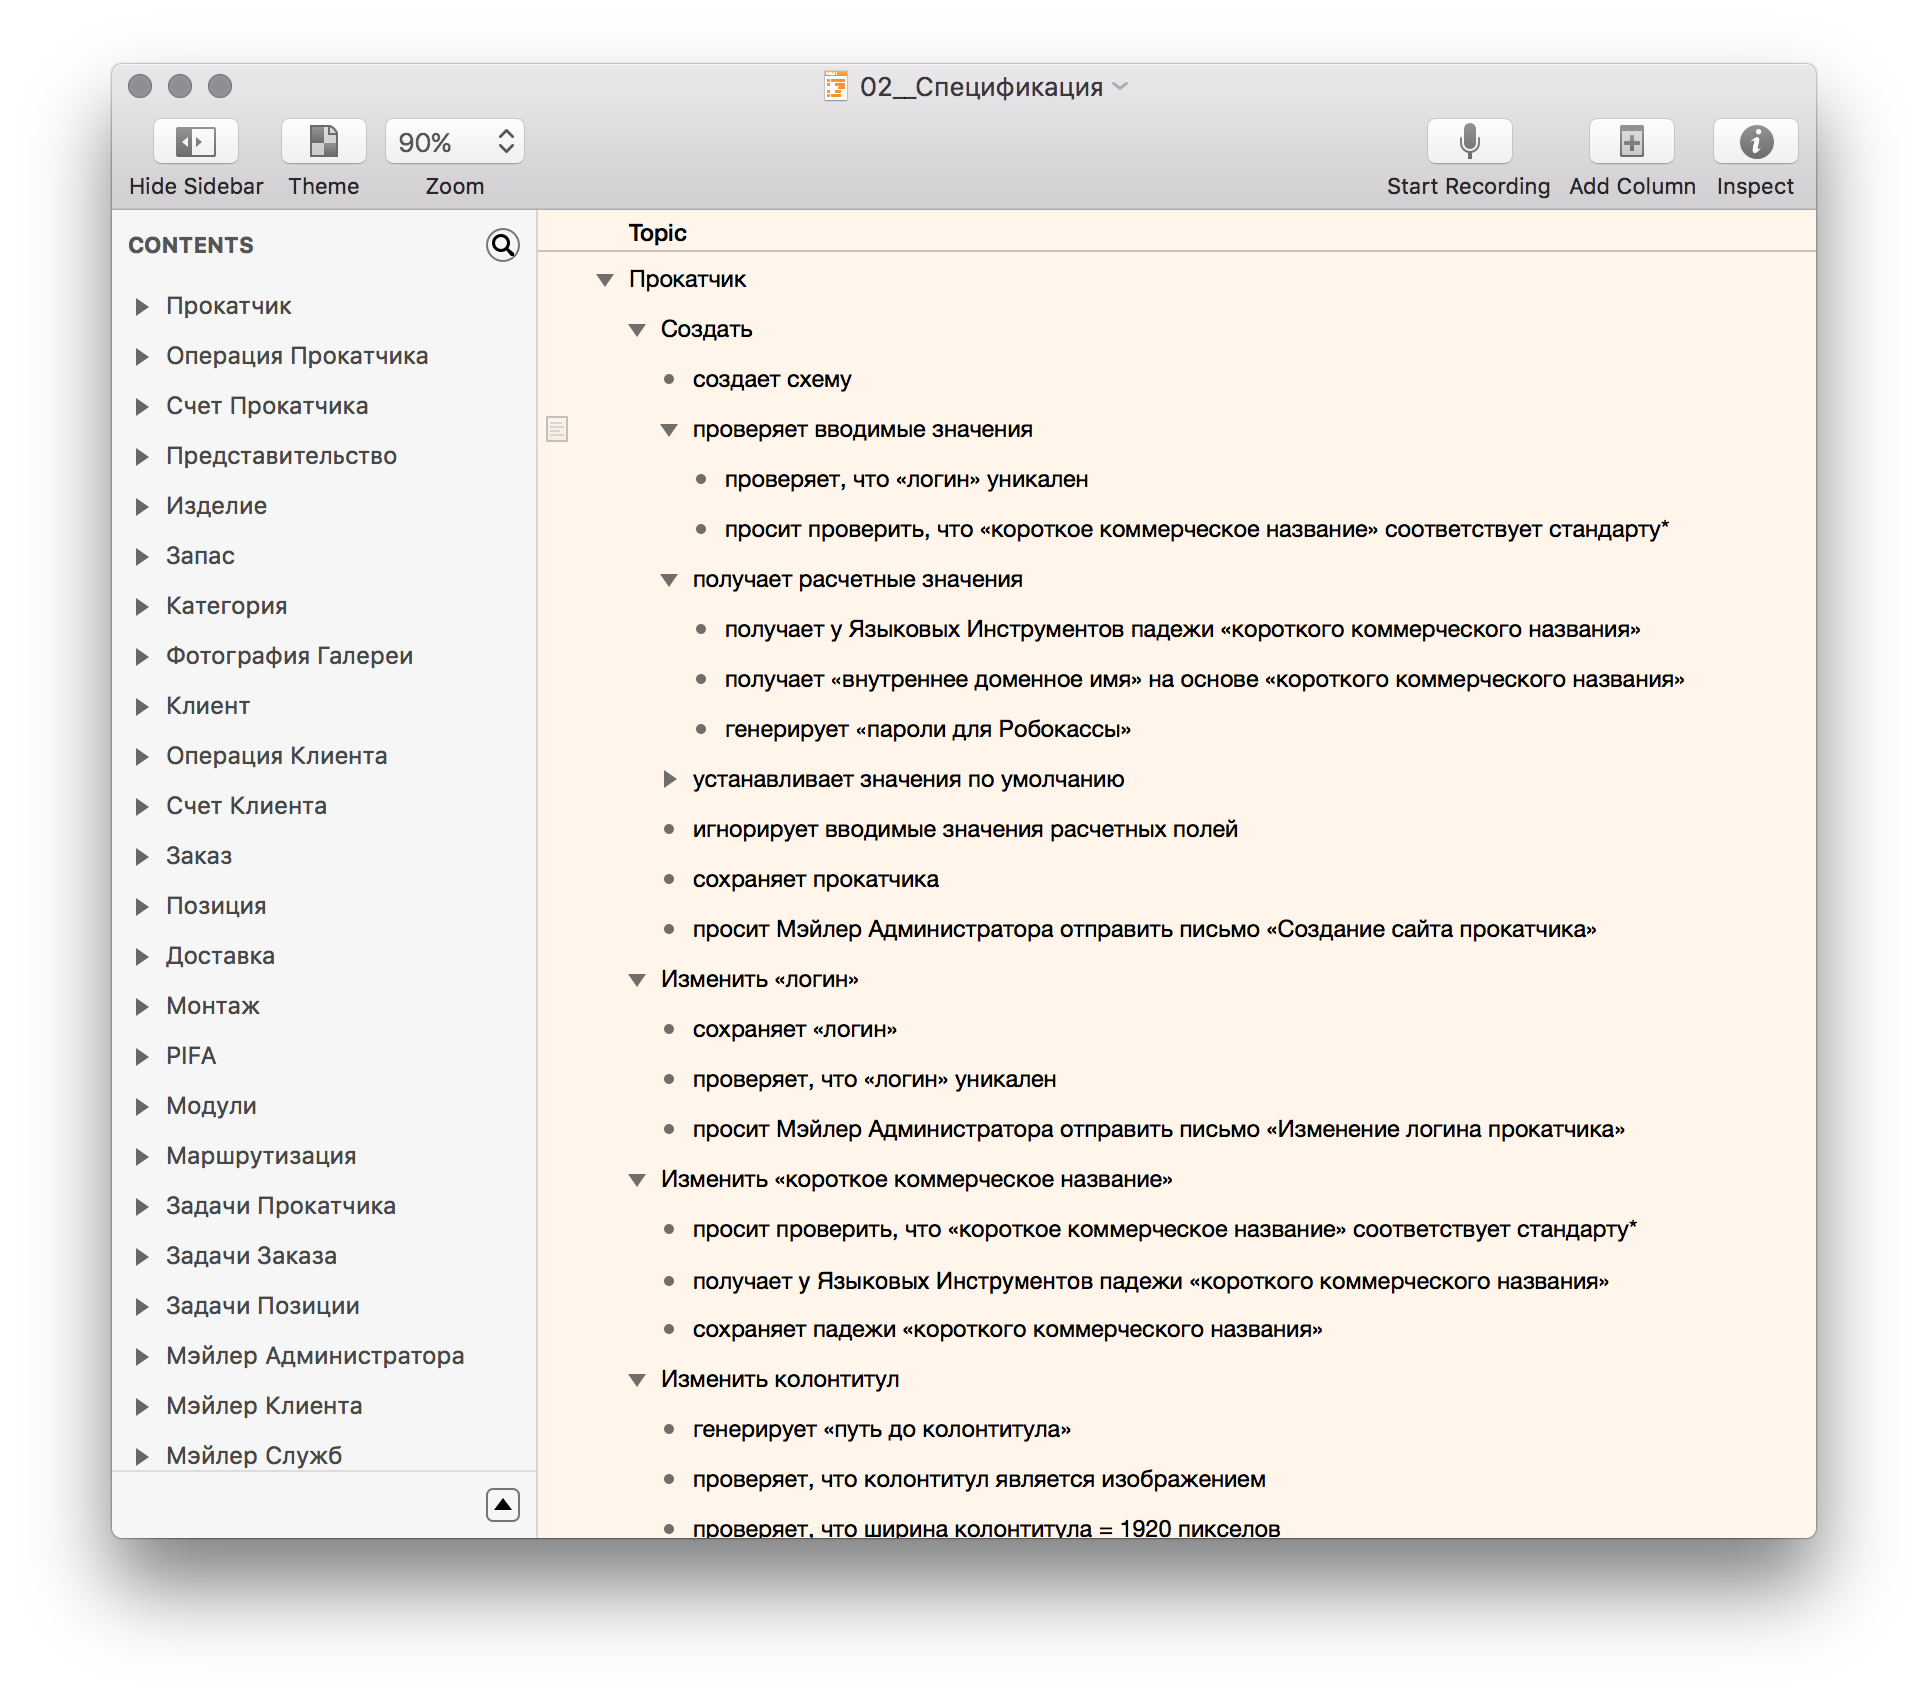 02__Спецификация
90%
Hide Sidebar Theme Zoom Start Recording Add Column Inspect
CONTENTS
Прокатчик
Операция Прокатчика
Счет Прокатчика
Представительство
Изделие
Запас
Категория
Фотография Галереи
Клиент
Операция Клиента
Счет Клиента
Заказ
Позиция
Доставка
Монтаж
PIFA
Модули
Маршрутизация
Задачи Прокатчика
Задачи Заказа
Задачи Позиции
Мэйлер Администратора
Мэйлер Клиента
Мэйлер Служб
Topic
Прокатчик
Создать
создает схему
проверяет вводимые значения
проверяет, что «логин» уникален
просит проверить, что «короткое коммерческое название» соответствует стандарту*
получает расчетные значения
получает у Языковых Инструментов падежи «короткого коммерческого названия»
получает «внутреннее доменное имя» на основе «короткого коммерческого названия»
генерирует «пароли для Робокассы»
устанавливает значения по умолчанию
игнорирует вводимые значения расчетных полей
сохраняет прокатчика
просит Мэйлер Администратора отправить письмо «Создание сайта прокатчика»
Изменить «логин»
сохраняет «логин»
проверяет, что «логин» уникален
просит Мэйлер Администратора отправить письмо «Изменение логина прокатчика»
Изменить «короткое коммерческое название»
просит проверить, что «короткое коммерческое название» соответствует стандарту*
получает у Языковых Инструментов падежи «короткого коммерческого названия»
сохраняет падежи «короткого коммерческого названия»
Изменить колонтитул
генерирует «путь до колонтитула»
проверяет, что колонтитул является изображением
проверяет, что ширина колонтитула = 1920 пикселов